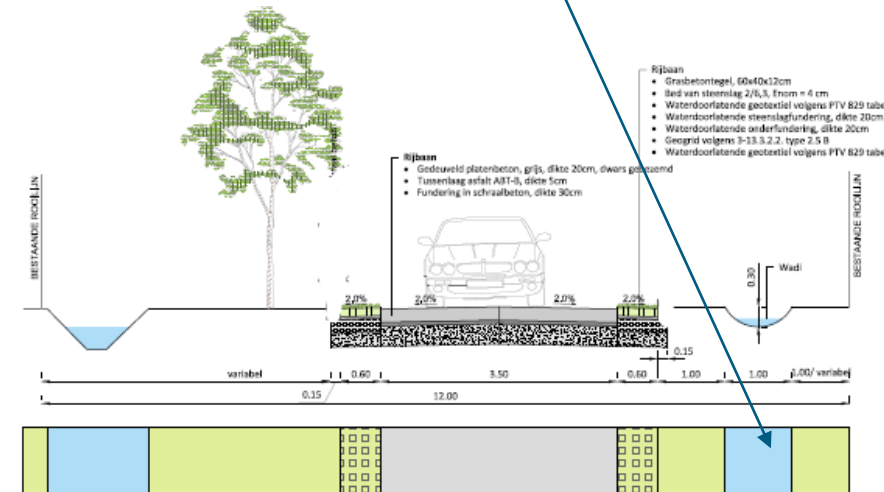 Rijbaan
• Grasbetontegel, 60x40x12cm
• Bed van steenslag 2/6,3, Enom = 4 cm
• Waterdoorlatende geotextiel volgens PTV 829 tabe
• Waterdoorlatende steenslagfundering, dikte 20cm
• Waterdoorlatende onderfundering, dikte 20cm
• Geogrid volgens 3-13.3.2.2. type 2.5 B
• Waterdoorlatende geotextiel volgens PTV 829 tabe
Rijbaan
• Gedeuveld platenbeton, grijs, dikte 20cm, dwars gebezemd
• Tussenlaag asfalt ABT-B, dikte 5cm
• Fundering in schraalbeton, dikte 30cm
BESTAANDE ROOILIJN
BESTAANDE ROOILIJN
0.30
Wadi
2,0%
2,0%
2,0%
2,0%
0.15
variabel
0.60
3.50
0.60
1.00
1.00
1.00/ variabel
0.15
12.00